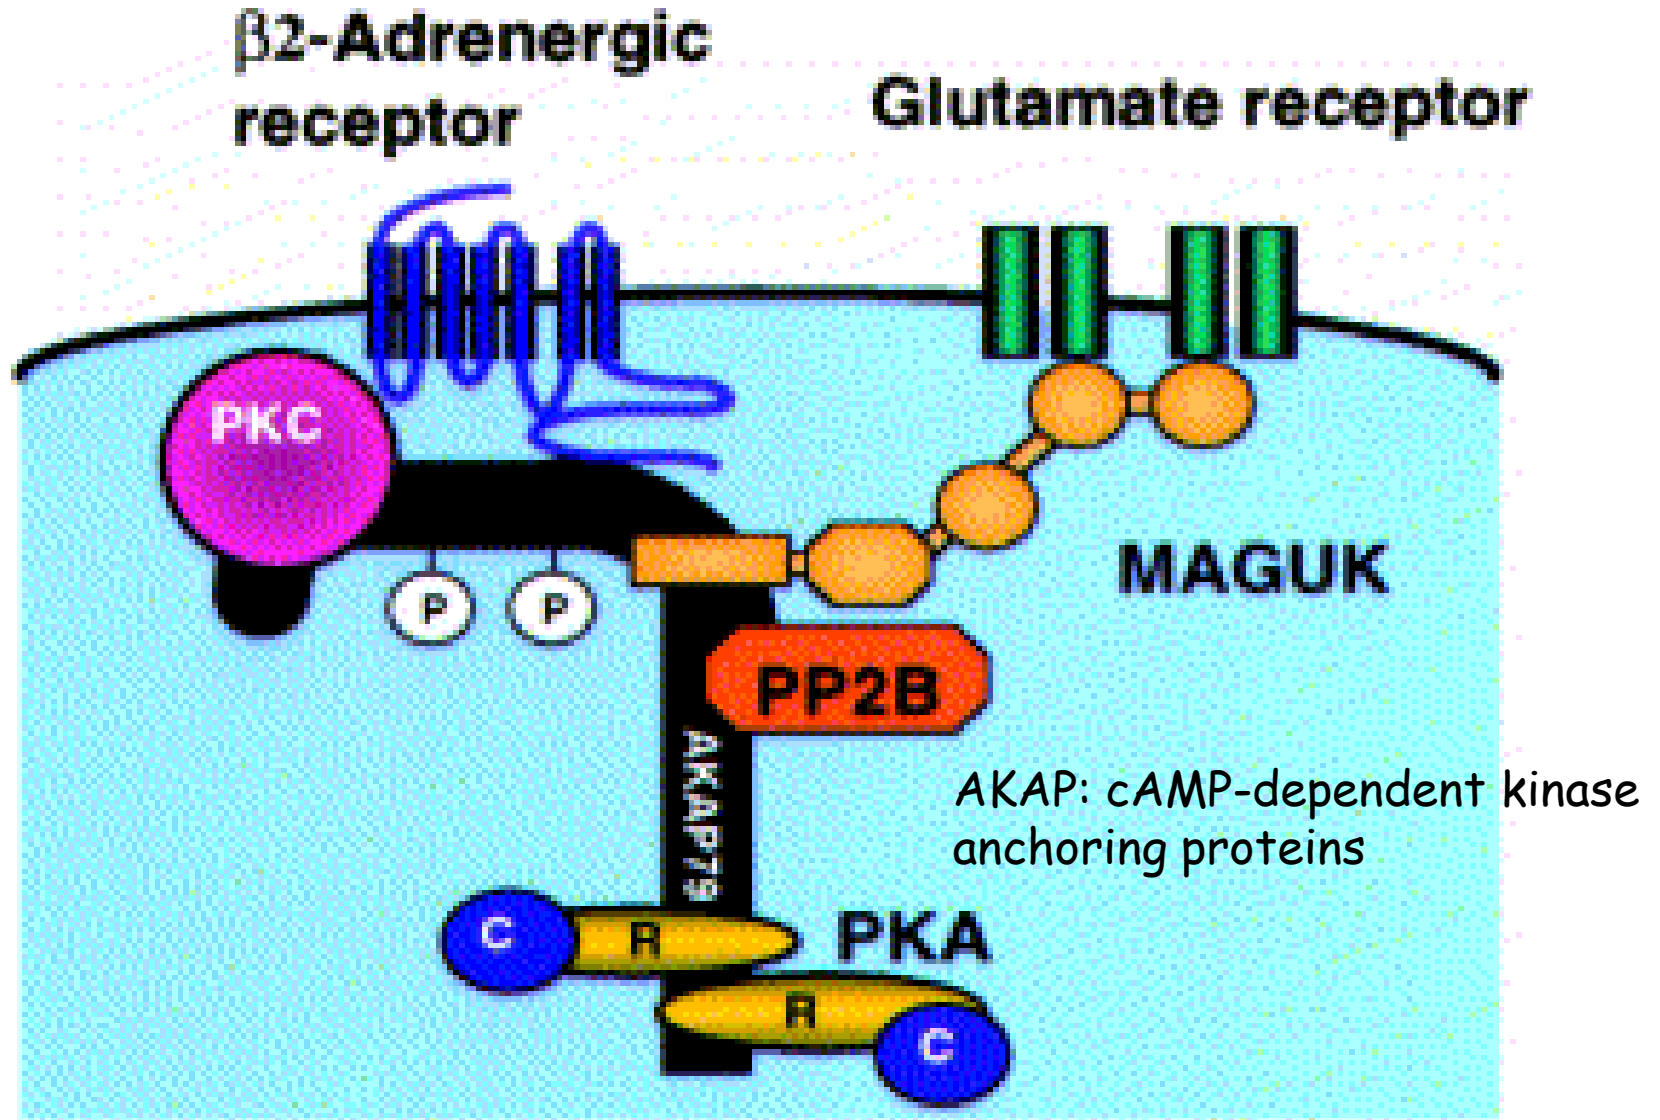 β2-Adrenergic
receptor
Glutamate receptor
PKC
P
P
MAGUK
PP2B
AKAP79
AKAP: cAMP-dependent kinase
anchoring proteins
C
R
PKA
R
C